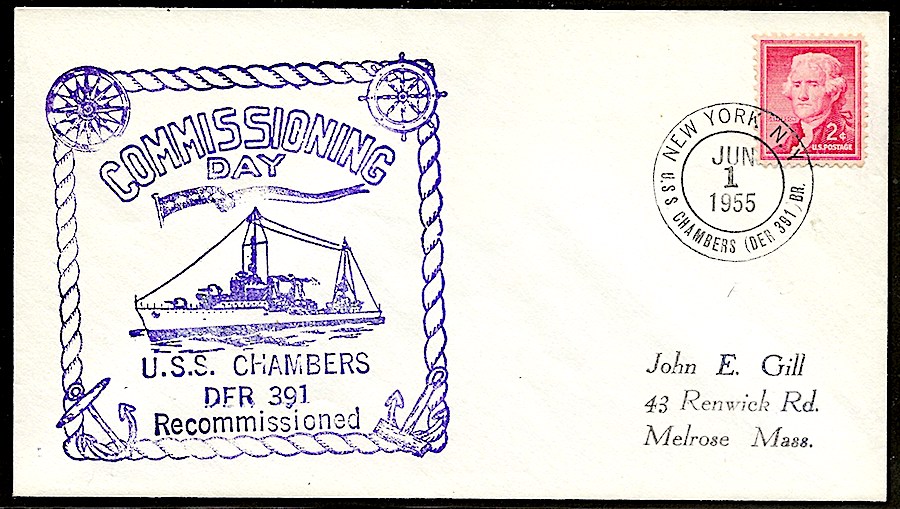 COMMISSIONING
DAY
U.S.S. CHAMBERS
DER 391
Recommissioned
2¢
U.S. POSTAGE
NEW YORK N.Y.
JUN
1
1955
U.S.S. CHAMBERS (DER 391) BR.
John E. Gill
43 Renwick Rd.
Melrose Mass.